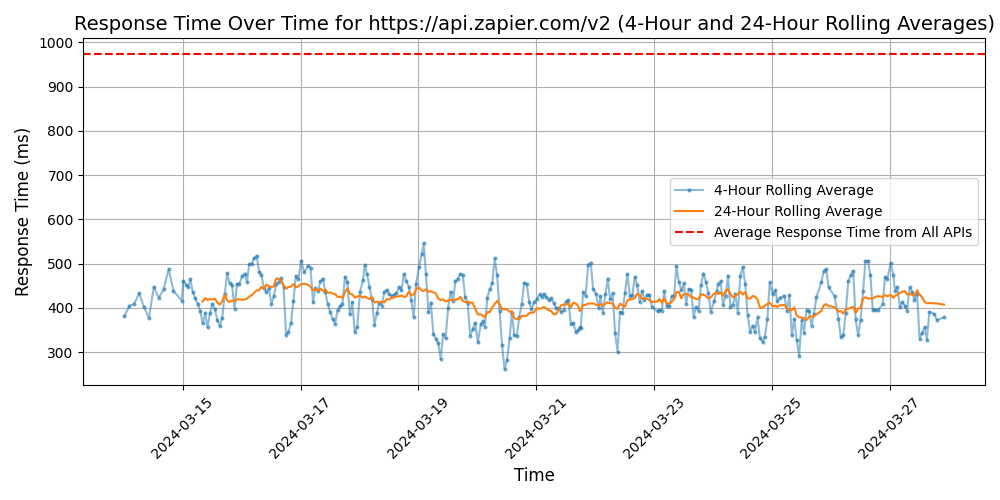 Response Time Over Time for https://api.zapier.com/v2 (4-Hour and 24-Hour Rolling Averages)
Response Time (ms)
1000
900
800
700
600
500
400
300
4-Hour Rolling Average
24-Hour Rolling Average
Average Response Time from All APIs
2024-03-15
2024-03-17
2024-03-19
2024-03-21
2024-03-23
2024-03-25
2024-03-27
Time